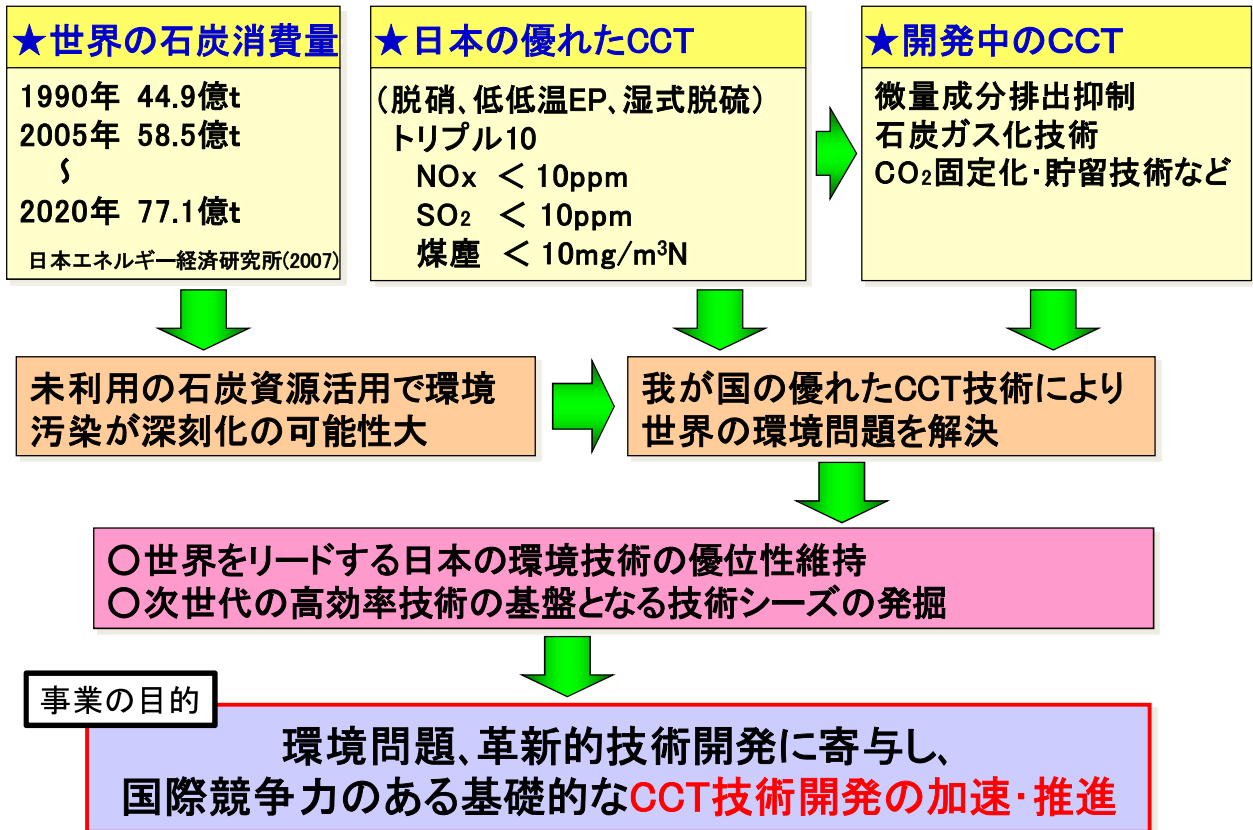 ★世界の石炭消費量
1990年 44.9億t
2005年 58.5億t
〜
2020年 77.1億t
日本エネルギー経済研究所(2007)
★日本の優れたCCT
(脱硝、低低温EP、湿式脱硫)
トリプル10
NOx < 10ppm
SO₂ < 10ppm
煤塵 < 10mg/m³N
★開発中のCCT
微量成分排出抑制
石炭ガス化技術
CO₂固定化・貯留技術など
未利用の石炭資源活用で環境
汚染が深刻化の可能性大
我が国の優れたCCT技術により
世界の環境問題を解決
○世界をリードする日本の環境技術の優位性維持
○次世代の高効率技術の基盤となる技術シーズの発掘
事業の目的
環境問題、革新的技術開発に寄与し、
国際競争力のある基礎的なCCT技術開発の加速・推進